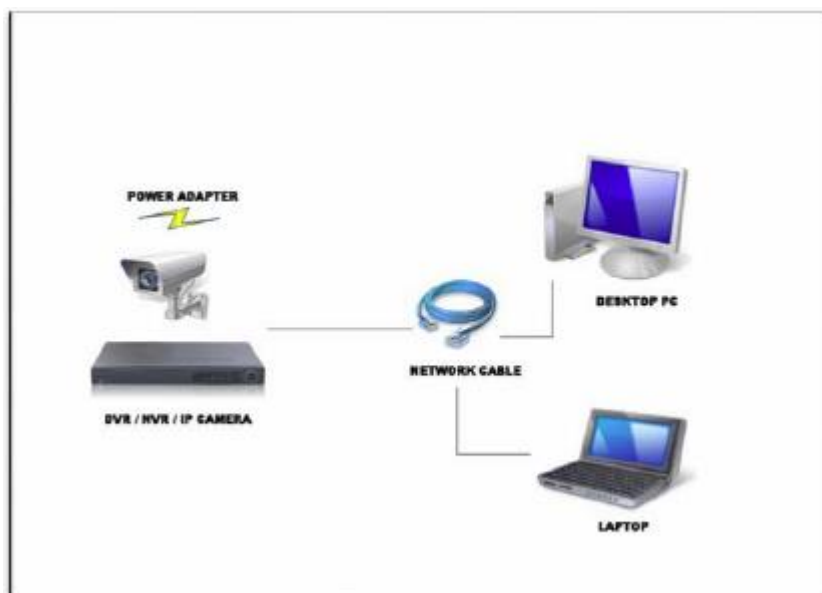 POWER ADAPTER
DVR / NVR / IP CAMERA
NETWORK CABLE
DESKTOP PC
LAPTOP